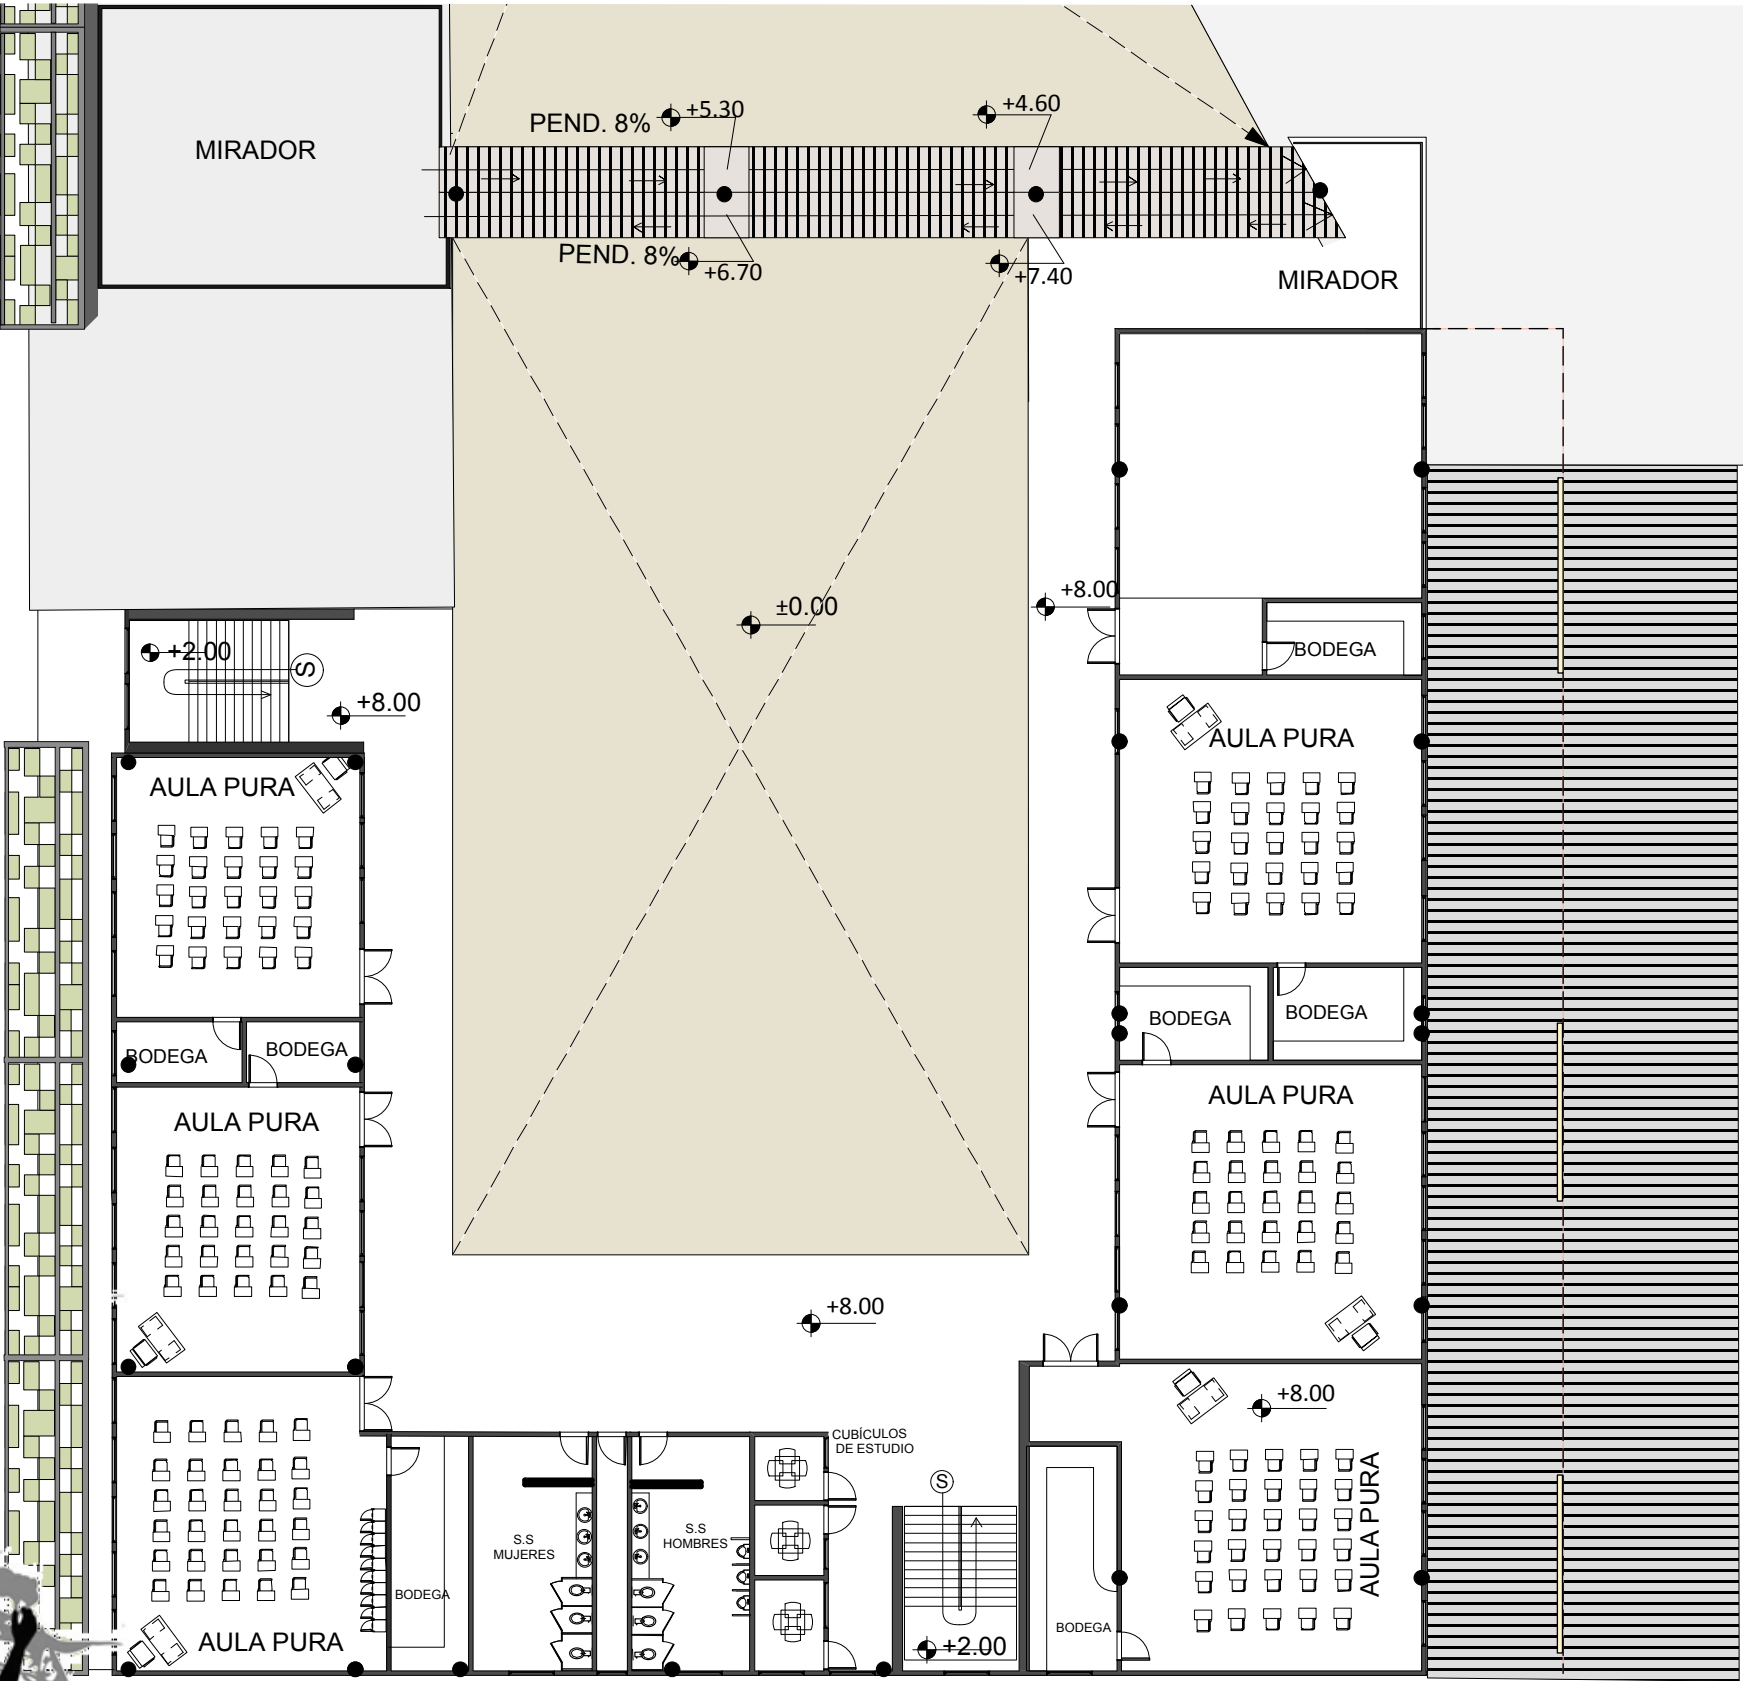 +5.30
+4.60
PEND. 8%
MIRADOR
PEND. 8%
+6.70
+7.40
MIRADOR
+8.00
±0.00
+2.00
S
BODEGA
+8.00
AULA PURA
AULA PURA
BODEGA
BODEGA
BODEGA
BODEGA
AULA PURA
AULA PURA
+8.00
+8.00
CUBÍCULOS
DE ESTUDIO
AULA PURA
S
S.S
HOMBRES
S.S
MUJERES
BODEGA
BODEGA
AULA PURA
+2.00